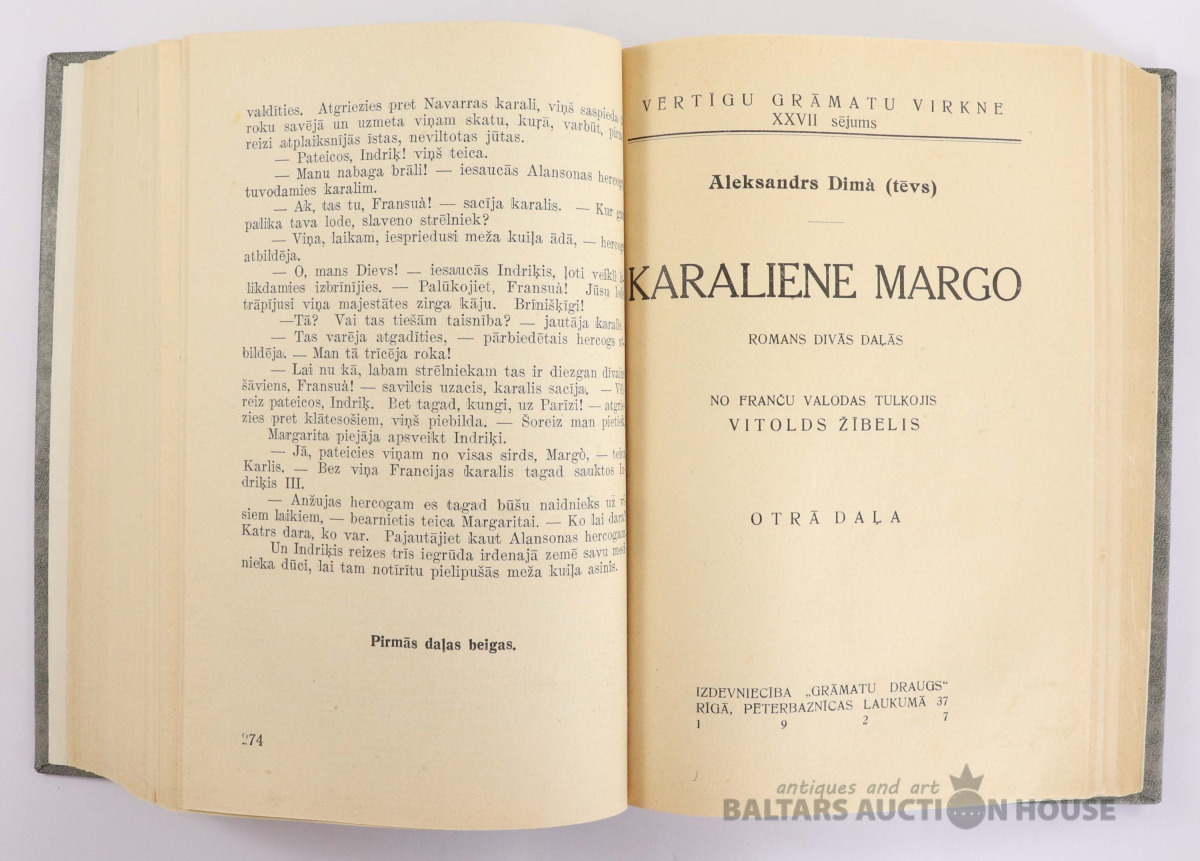 valdīties. Atgriezies pret Navarras karali, viņš saspieda
roku savējā un uzmeta viņam skatu, kuŗā, varbūt,
reizi atplaiksnījās īstas, neviltotas jūtas.
— Pateicos, Indriķ! viņš teica.
— Manu nabaga brāli! — iesaucās Alansonas hercogs
tuvodamies karalim.
— Ak, tas tu, Fransuà! — sacīja karalis. — Kur
palika tava lode, slaveno strēlniek?
— Viņa, laikam, iespriedusi meža kuiļa ādā, — hercogs
atbildēja.
— O, mans Dievs! — iesaucās Indriķis, ļoti veikli
likdamies izbrīnījies. — Palūkojiet, Fransuà! Jūsu
trāpījusi viņa majestātes zirga kāju. Brīnišķīgi!
—Tā? Vai tas tiešām taisnība? — jautāja karalis.
— Tas varēja atgadīties, — pārbiedētais hercogs
bildēja. — Man tā trīcēja roka!
— Lai nu kā, labam strēlniekam tas ir diezgan
šāviens, Fransuà! — savilcis uzacis, karalis sacīja. —
reiz pateicos, Indriķ. Bet tagad, kungi, uz Parīzi! — atgrie-
zies pret klātesošiem, viņš piebilda. — Šoreiz man
Margarita piejāja apsveikt Indriķi.
— Jā, pateicies viņam no visas sirds, Margò, —
Karlis. — Bez viņa Francijas karalis tagad sauktos
driķis III.
— Anžujas hercogam es tagad būšu naidnieks uz
siem laikiem, — bearnietis teica Margaritai. — Ko lai dara!
Katrs dara, ko var. Pajautājiet kaut Alansonas hercogam.
Un Indriķis reizes trīs iegrūda irdenajā zemē savu
nieka dūci, lai tam notīrītu pielipušās meža kuiļa asinis.
Pirmās daļas beigas.
274
VĒRTĪGU GRĀMATU VIRKNE
XXVII sējums
Aleksandrs Dimà (tēvs)
KARALIENE MARGO
ROMANS DIVĀS DAĻĀS
NO FRANČU VALODAS TULKOJIS
VITOLDS ŽĪBELIS
OTRĀ DAĻA
IZDEVNIECĪBA „GRĀMATU DRAUGS“
RĪGĀ, PĒTERBAZNĪCAS LAUKUMĀ 37
1 9 2 7
antiques and art
BALTARS AUCTION HOUSE